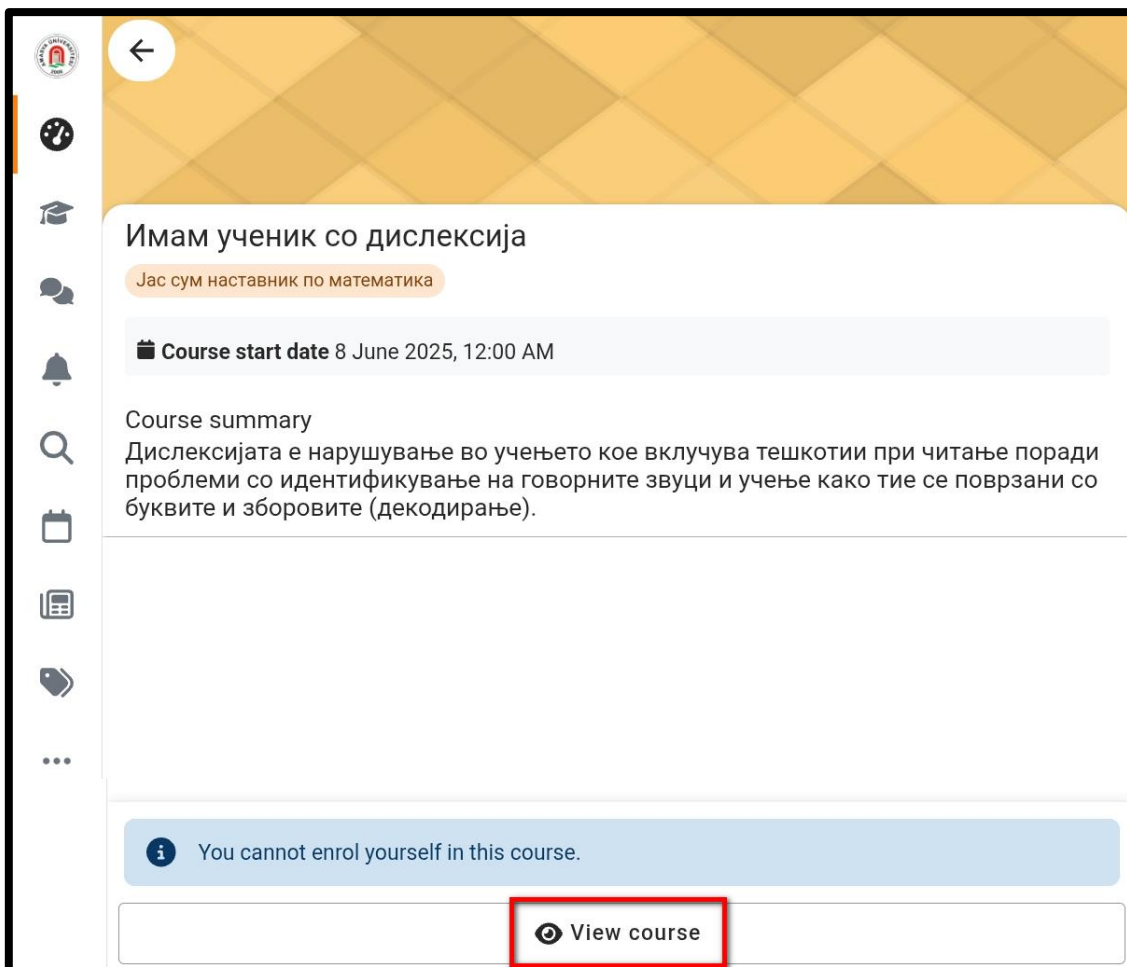 Имам ученик со дислексија
Јас сум наставник по математика
Course start date 8 June 2025, 12:00 AM
Course summary
Дислексијата е нарушување во учењето кое вклучува тешкотии при читање поради
проблеми со идентификување на говорните звуци и учење како тие се поврзани со
буквите и зборовите (декодирање).
You cannot enrol yourself in this course.
View course